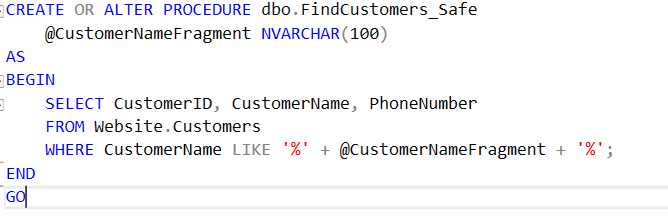 CREATE OR ALTER PROCEDURE dbo.FindCustomers_Safe
    @CustomerNameFragment NVARCHAR(100)
AS
BEGIN
    SELECT CustomerID, CustomerName, PhoneNumber
    FROM Website.Customers
    WHERE CustomerName LIKE '%' + @CustomerNameFragment + '%';
END
GO